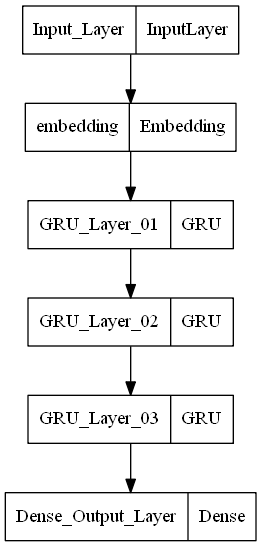 Input_Layer InputLayer
embedding Embedding
GRU_Layer_01 GRU
GRU_Layer_02 GRU
GRU_Layer_03 GRU
Dense_Output_Layer Dense